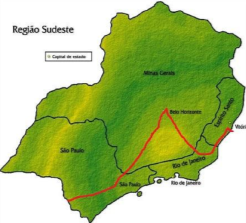 Região Sudeste
Capital de estado
Minas Gerais
Belo Horizonte
Espírito Santo
Vitóri
São Paulo
Rio de Janeiro
São Paulo
Rio de Janeiro